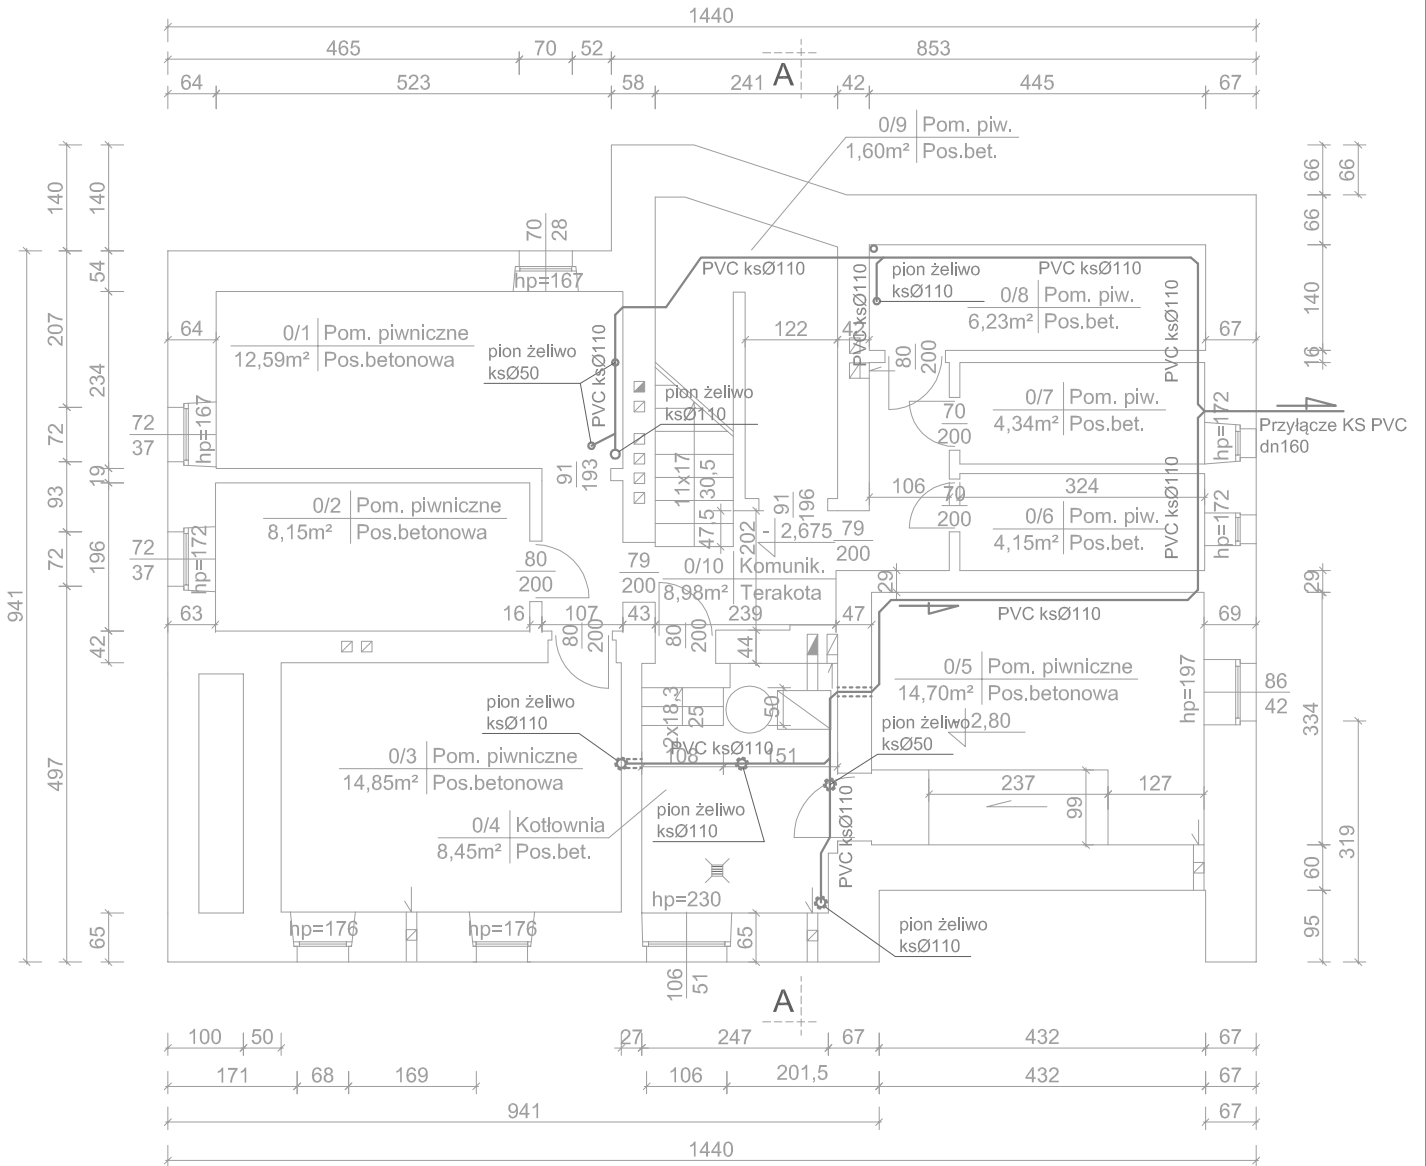 1440
465
70
52
853
64
523
58
241
42
445
67
A
0/9 Pom. piw.
1,60m² Pos.bet.
140
140
66
66
66
70
28
hp=167
54
207
234
72
19
93
72
196
42
941
497
65
64
0/1 Pom. piwniczne
12,59m² Pos.betonowa
pion żeliwo
ksØ50
PVC ksØ110
pion żeliwo
ksØ110
PVC ksØ110
122
42
PVC ksØ110
pion żeliwo
ksØ110
PVC ksØ110
0/8 Pom. piw.
6,23m² Pos.bet.
PVC ksØ110
67
140
16
80
200
72
37
hp=167
91
193
11x17
30,5
70
200
0/7 Pom. piw.
4,34m² Pos.bet.
hp=172
Przyłącze KS PVC
dn160
0/2 Pom. piwniczne
8,15m² Pos.betonowa
72
37
hp=172
91
196
106
324
70
200
PVC ksØ110
hp=172
47,5
202
- 2,675
79
200
0/6 Pom. piw.
4,15m² Pos.bet.
80
200
79
200
0/10 Komunik.
8,98m² Terakota
29
29
PVC ksØ110
63
16
107
43
239
47
69
80
200
80
200
44
0/5 Pom. piwniczne
14,70m² Pos.betonowa
hp=197
86
42
334
pion żeliwo
ksØ110
2x18,3
25
50
pion żeliwo
ksØ50
- 2,80
PVC ksØ110
108
151
0/3 Pom. piwniczne
14,85m² Pos.betonowa
237
127
99
pion żeliwo
ksØ110
PVC ksØ110
0/4 Kotłownia
8,45m² Pos.bet.
319
60
95
hp=230
hp=176
hp=176
65
pion żeliwo
ksØ110
106
51
A
100
50
27
247
67
432
67
171
68
169
106
201,5
432
67
941
67
1440